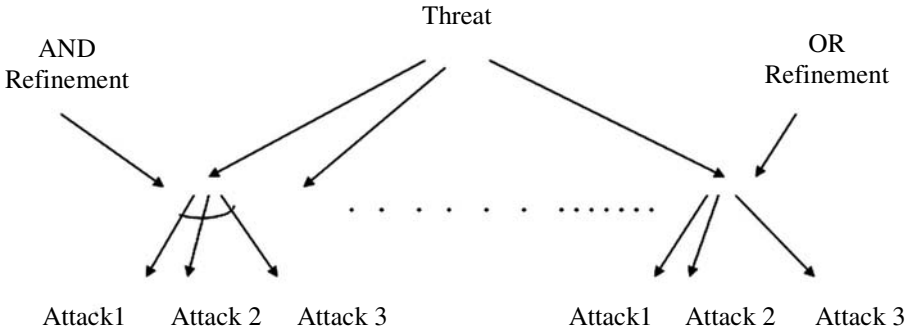 Threat
AND
Refinement
OR
Refinement
Attack1 Attack 2 Attack 3
Attack1 Attack 2 Attack 3